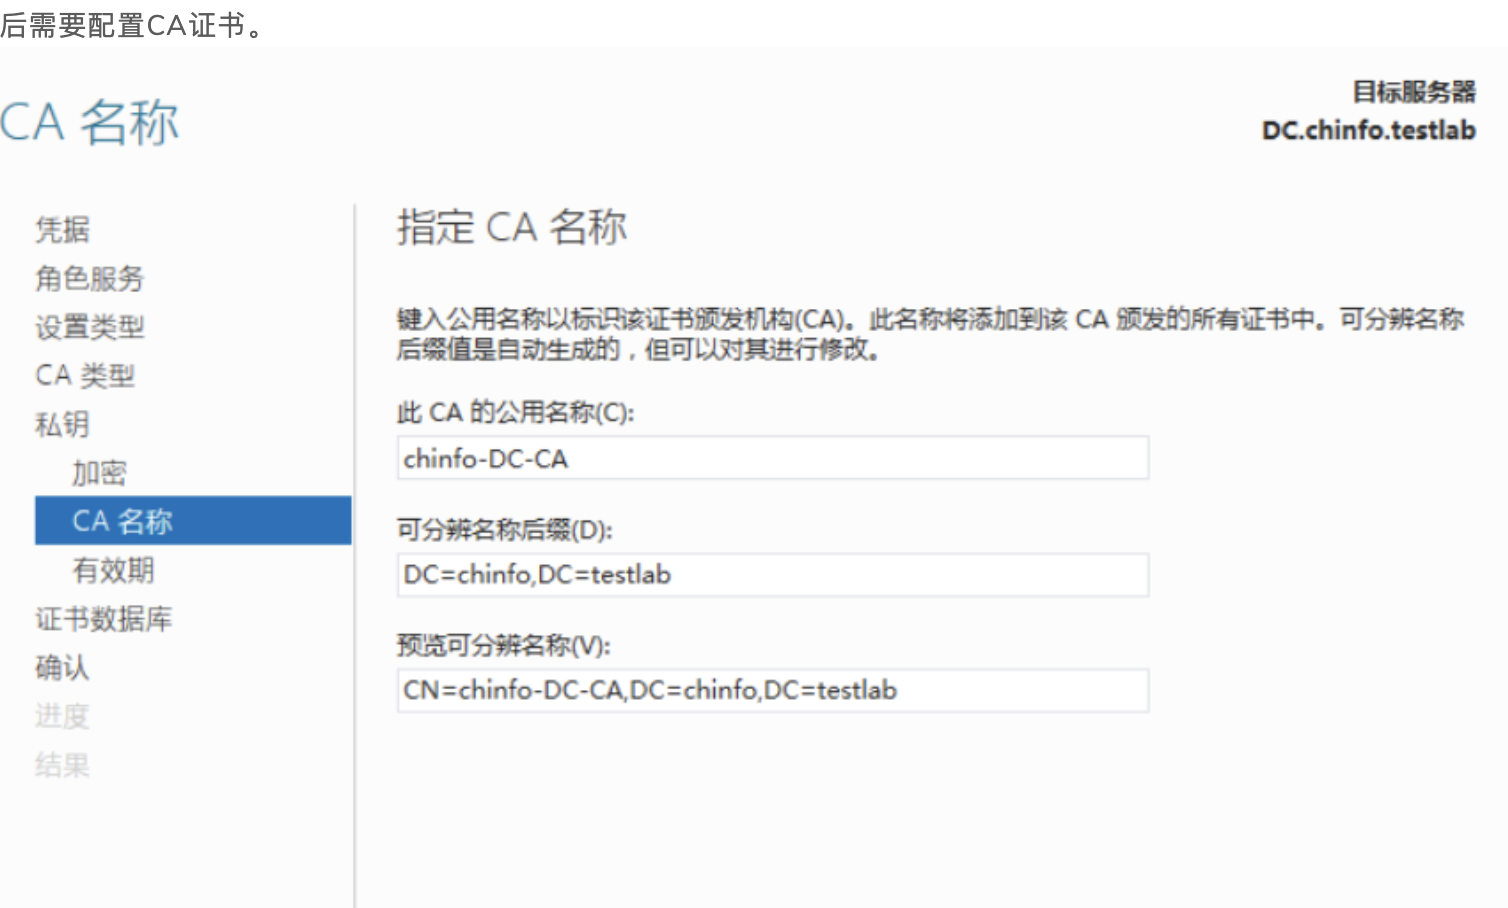 后需要配置CA证书。
CA 名称
目标服务器
DC.chinfo.testlab
凭据
角色服务
设置类型
CA 类型
私钥
加密
CA 名称
有效期
证书数据库
确认
进度
结果
指定 CA 名称
键入公用名称以标识该证书颁发机构(CA)。此名称将添加到该 CA 颁发的所有证书中。可分辨名称
后缀值是自动生成的，但可以对其进行修改。
此 CA 的公用名称(C):
chinfo-DC-CA
可分辨名称后缀(D):
DC=chinfo,DC=testlab
预览可分辨名称(V):
CN=chinfo-DC-CA,DC=chinfo,DC=testlab